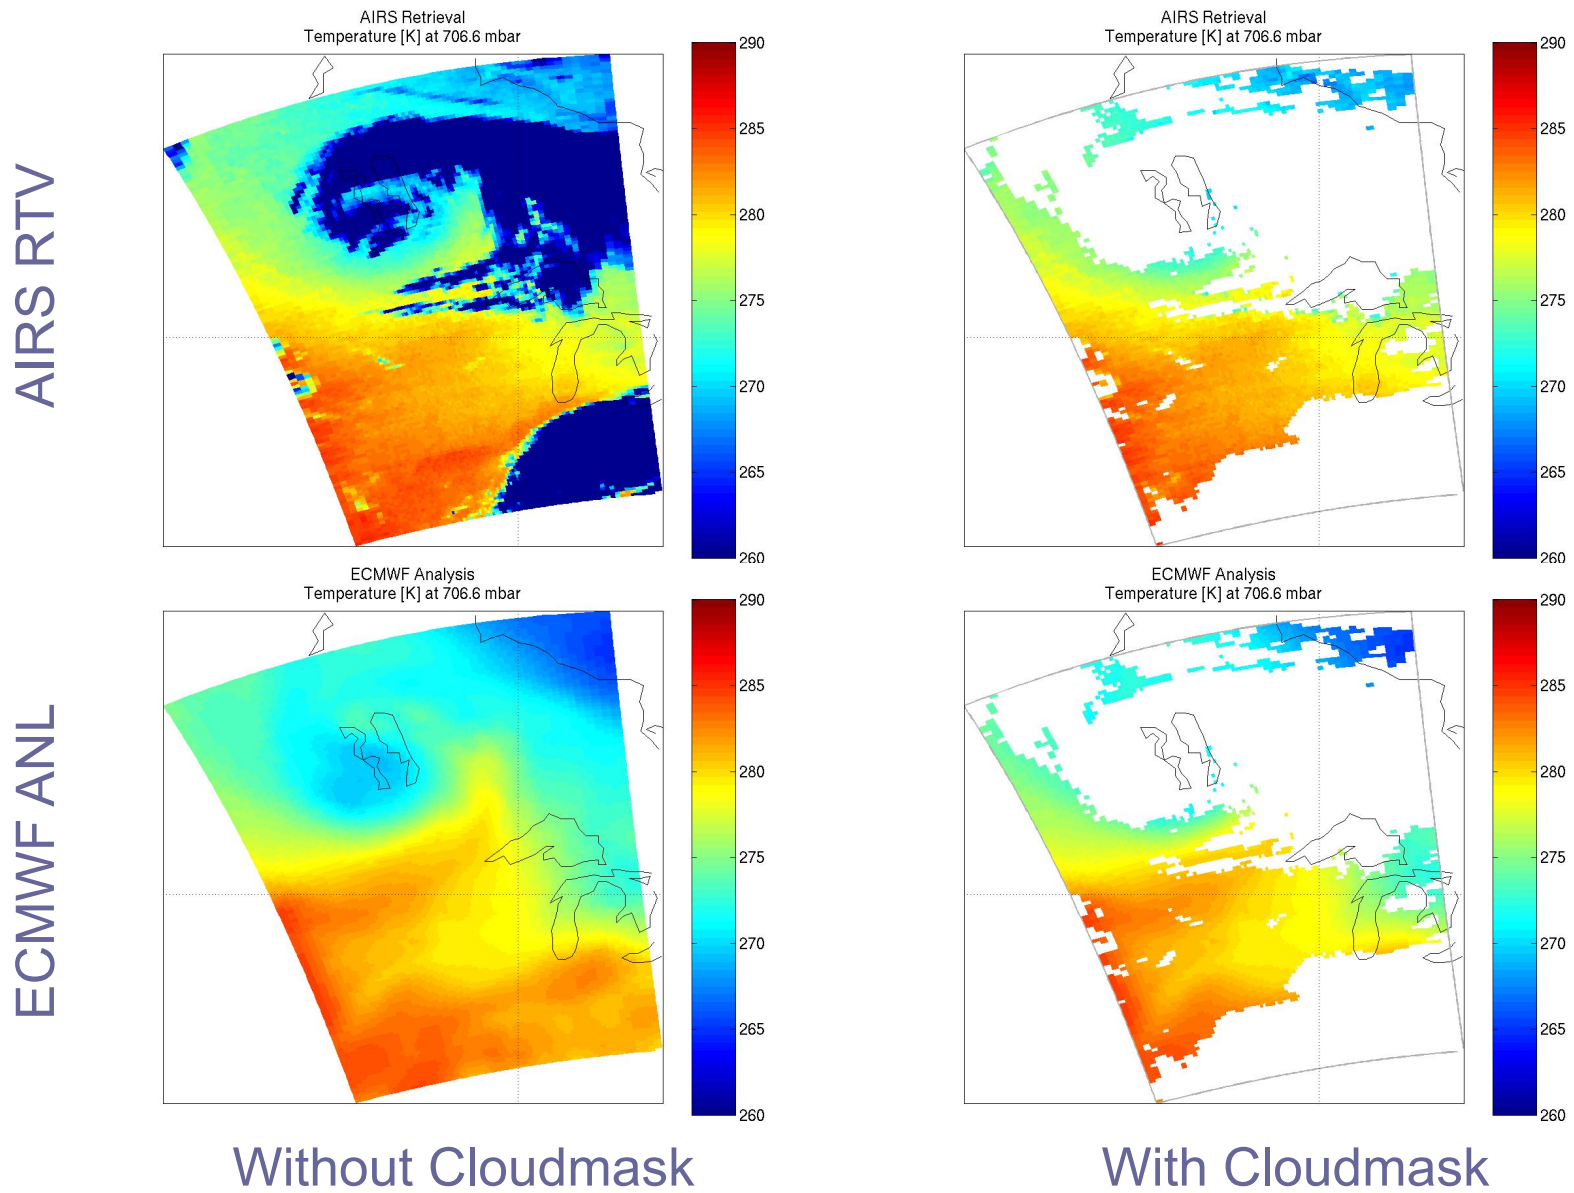 AIRS Retrieval
Temperature [K] at 706.6 mbar
290
285
280
275
270
265
260
AIRS Retrieval
Temperature [K] at 706.6 mbar
290
285
280
275
270
265
260
AIRS RTV
ECMWF Analysis
Temperature [K] at 706.6 mbar
290
285
280
275
270
265
260
ECMWF Analysis
Temperature [K] at 706.6 mbar
290
285
280
275
270
265
260
ECMWF ANL
Without Cloudmask
With Cloudmask